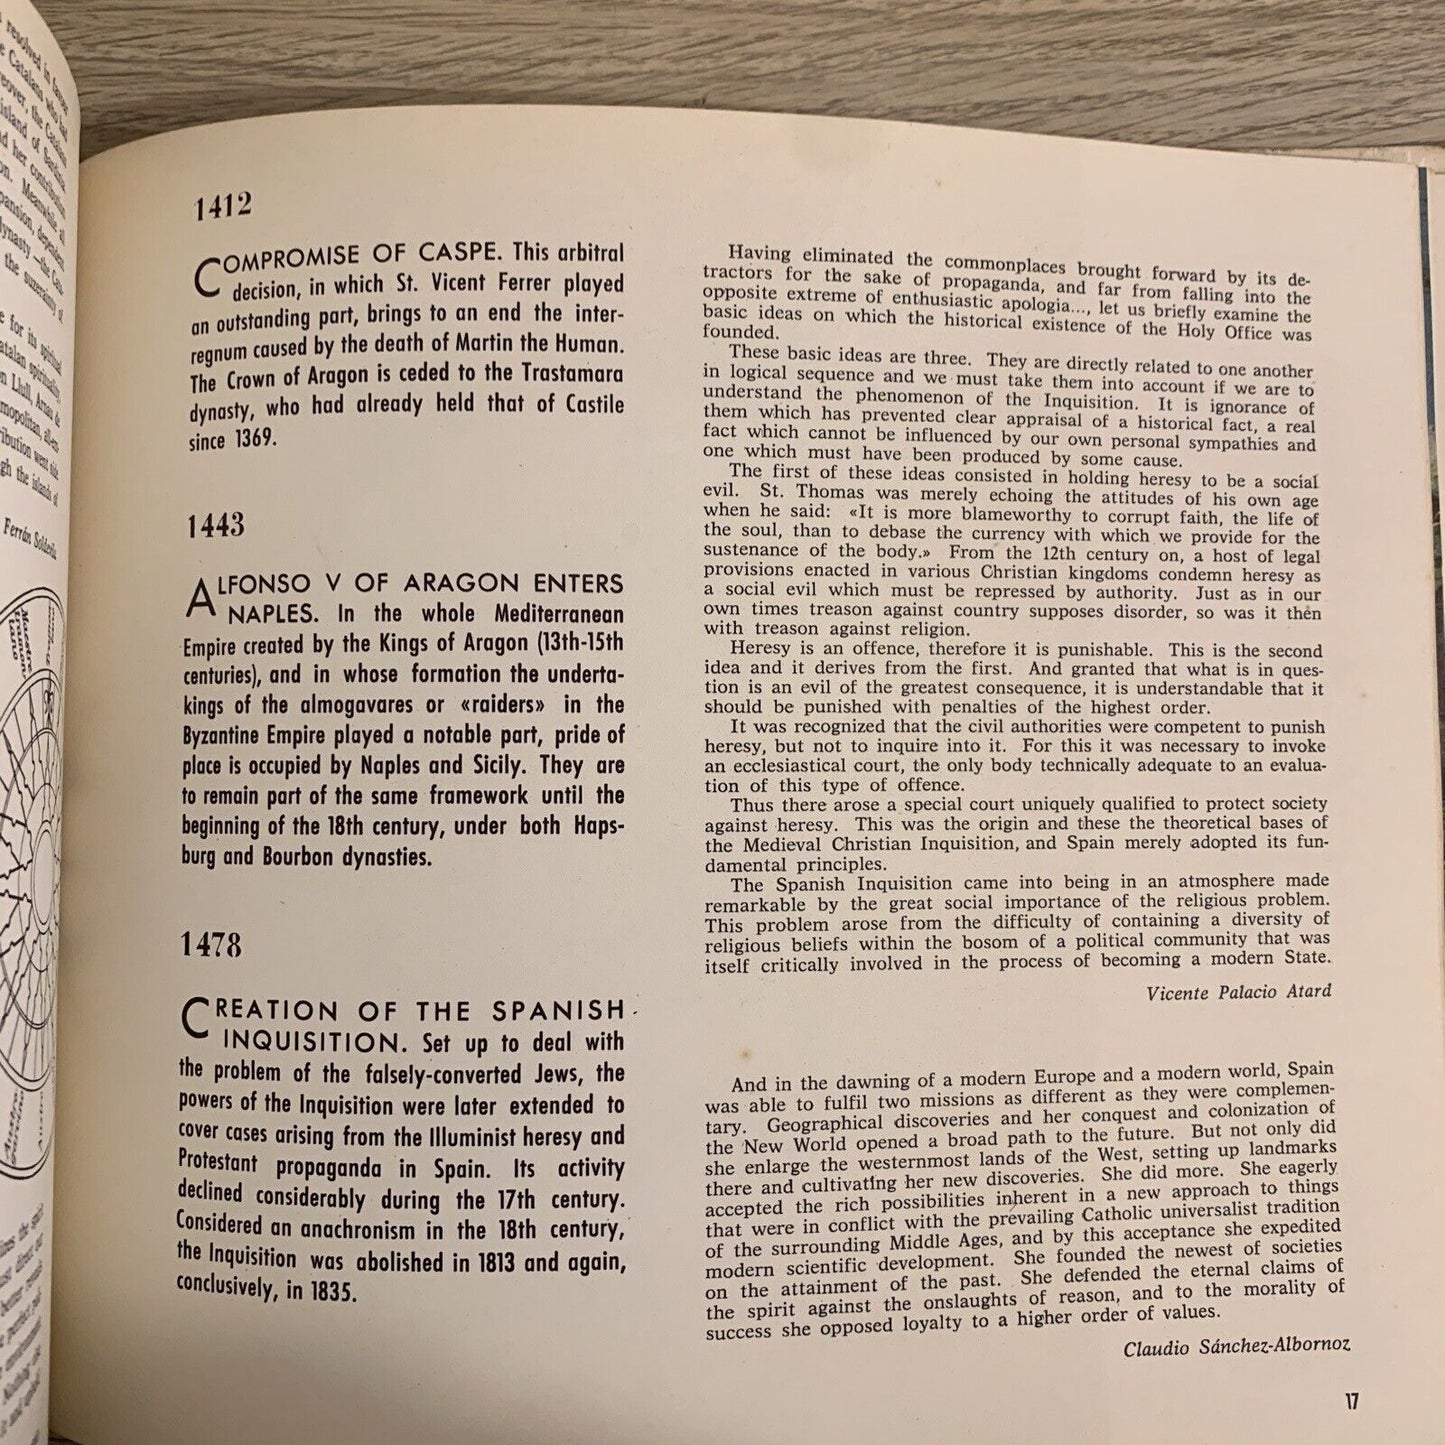 resolved in favour
Catalans who had
the Catalans
island of Sardinia
her contribution
Meanwhile, all
dependent
dynasty —the
the suzerainty of
for its spiritual
spirituality,
Llull, Arnau de
went side
the islands of
Ferrán Soldevila
1412
COMPROMISE OF CASPE. This arbitral
decision, in which St. Vicent Ferrer played
an outstanding part, brings to an end the inter-
regnum caused by the death of Martin the Human.
The Crown of Aragon is ceded to the Trastamara
dynasty, who had already held that of Castile
since 1369.
1443
ALFONSO V OF ARAGON ENTERS
NAPLES. In the whole Mediterranean
Empire created by the Kings of Aragon (13th-15th
centuries), and in whose formation the underta-
kings of the almogavares or «raiders» in the
Byzantine Empire played a notable part, pride of
place is occupied by Naples and Sicily. They are
to remain part of the same framework until the
beginning of the 18th century, under both Haps-
burg and Bourbon dynasties.
1478
CREATION OF THE SPANISH
INQUISITION. Set up to deal with
the problem of the falsely-converted Jews, the
powers of the Inquisition were later extended to
cover cases arising from the Illuminist heresy and
Protestant propaganda in Spain. Its activity
declined considerably during the 17th century.
Considered an anachronism in the 18th century,
the Inquisition was abolished in 1813 and again,
conclusively, in 1835.
Having eliminated the commonplaces brought forward by its de-
tractors for the sake of propaganda, and far from falling into the
opposite extreme of enthusiastic apologia..., let us briefly examine the
basic ideas on which the historical existence of the Holy Office was
founded.
These basic ideas are three. They are directly related to one another
in logical sequence and we must take them into account if we are to
understand the phenomenon of the Inquisition. It is ignorance of
them which has prevented clear appraisal of a historical fact, a real
fact which cannot be influenced by our own personal sympathies and
one which must have been produced by some cause.
The first of these ideas consisted in holding heresy to be a social
evil. St. Thomas was merely echoing the attitudes of his own age
when he said: «It is more blameworthy to corrupt faith, the life of
the soul, than to debase the currency with which we provide for the
sustenance of the body.» From the 12th century on, a host of legal
provisions enacted in various Christian kingdoms condemn heresy as
a social evil which must be repressed by authority. Just as in our
own times treason against country supposes disorder, so was it then
with treason against religion.
Heresy is an offence, therefore it is punishable. This is the second
idea and it derives from the first. And granted that what is in ques-
tion is an evil of the greatest consequence, it is understandable that it
should be punished with penalties of the highest order.
It was recognized that the civil authorities were competent to punish
heresy, but not to inquire into it. For this it was necessary to invoke
an ecclesiastical court, the only body technically adequate to an evalua-
tion of this type of offence.
Thus there arose a special court uniquely qualified to protect society
against heresy. This was the origin and these the theoretical bases of
the Medieval Christian Inquisition, and Spain merely adopted its fun-
damental principles.
The Spanish Inquisition came into being in an atmosphere made
remarkable by the great social importance of the religious problem.
This problem arose from the difficulty of containing a diversity of
religious beliefs within the bosom of a political community that was
itself critically involved in the process of becoming a modern State.
Vicente Palacio Atard
And in the dawning of a modern Europe and a modern world, Spain
was able to fulfil two missions as different as they were complemen-
tary. Geographical discoveries and her conquest and colonization of
the New World opened a broad path to the future. But not only did
she enlarge the westernmost lands of the West, setting up landmarks
there and cultivating her new discoveries. She did more. She eagerly
accepted the rich possibilities inherent in a new approach to things
that were in conflict with the prevailing Catholic universalist tradition
of the surrounding Middle Ages, and by this acceptance she expedited
modern scientific development. She founded the newest of societies
on the attainment of the past. She defended the eternal claims of
the spirit against the onslaughts of reason, and to the morality of
success she opposed loyalty to a higher order of values.
Claudio Sánchez-Albornoz
17